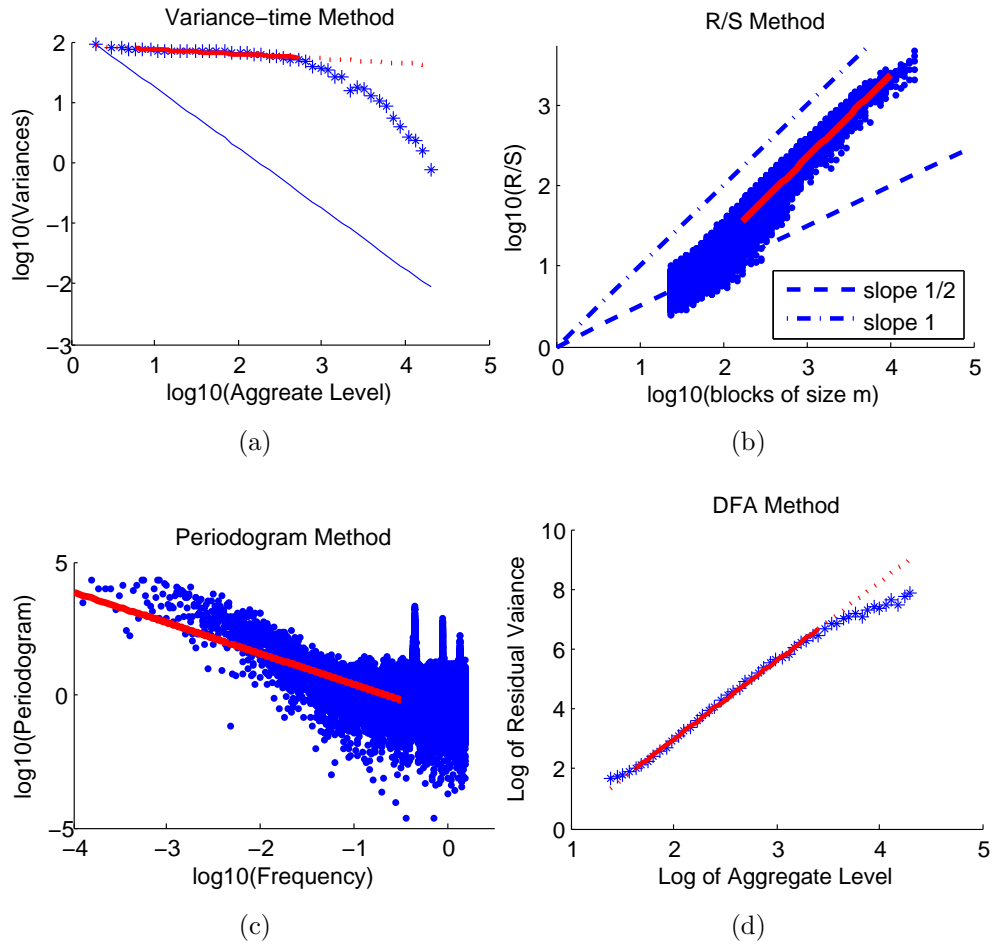 Variance−time Method
2
1
0
−1
−2
−3
0
1
2
3
4
5
log10(Variances)
log10(Aggreate Level)
(a)
R/S Method
3
2
1
0
0
1
2
3
4
5
log10(R/S)
log10(blocks of size m)
slope 1/2
slope 1
(b)
Periodogram Method
5
0
−5
−4
−3
−2
−1
0
log10(Periodogram)
log10(Frequency)
(c)
DFA Method
10
8
6
4
2
0
1
2
3
4
5
Log of Residual Variance
Log of Aggregate Level
(d)